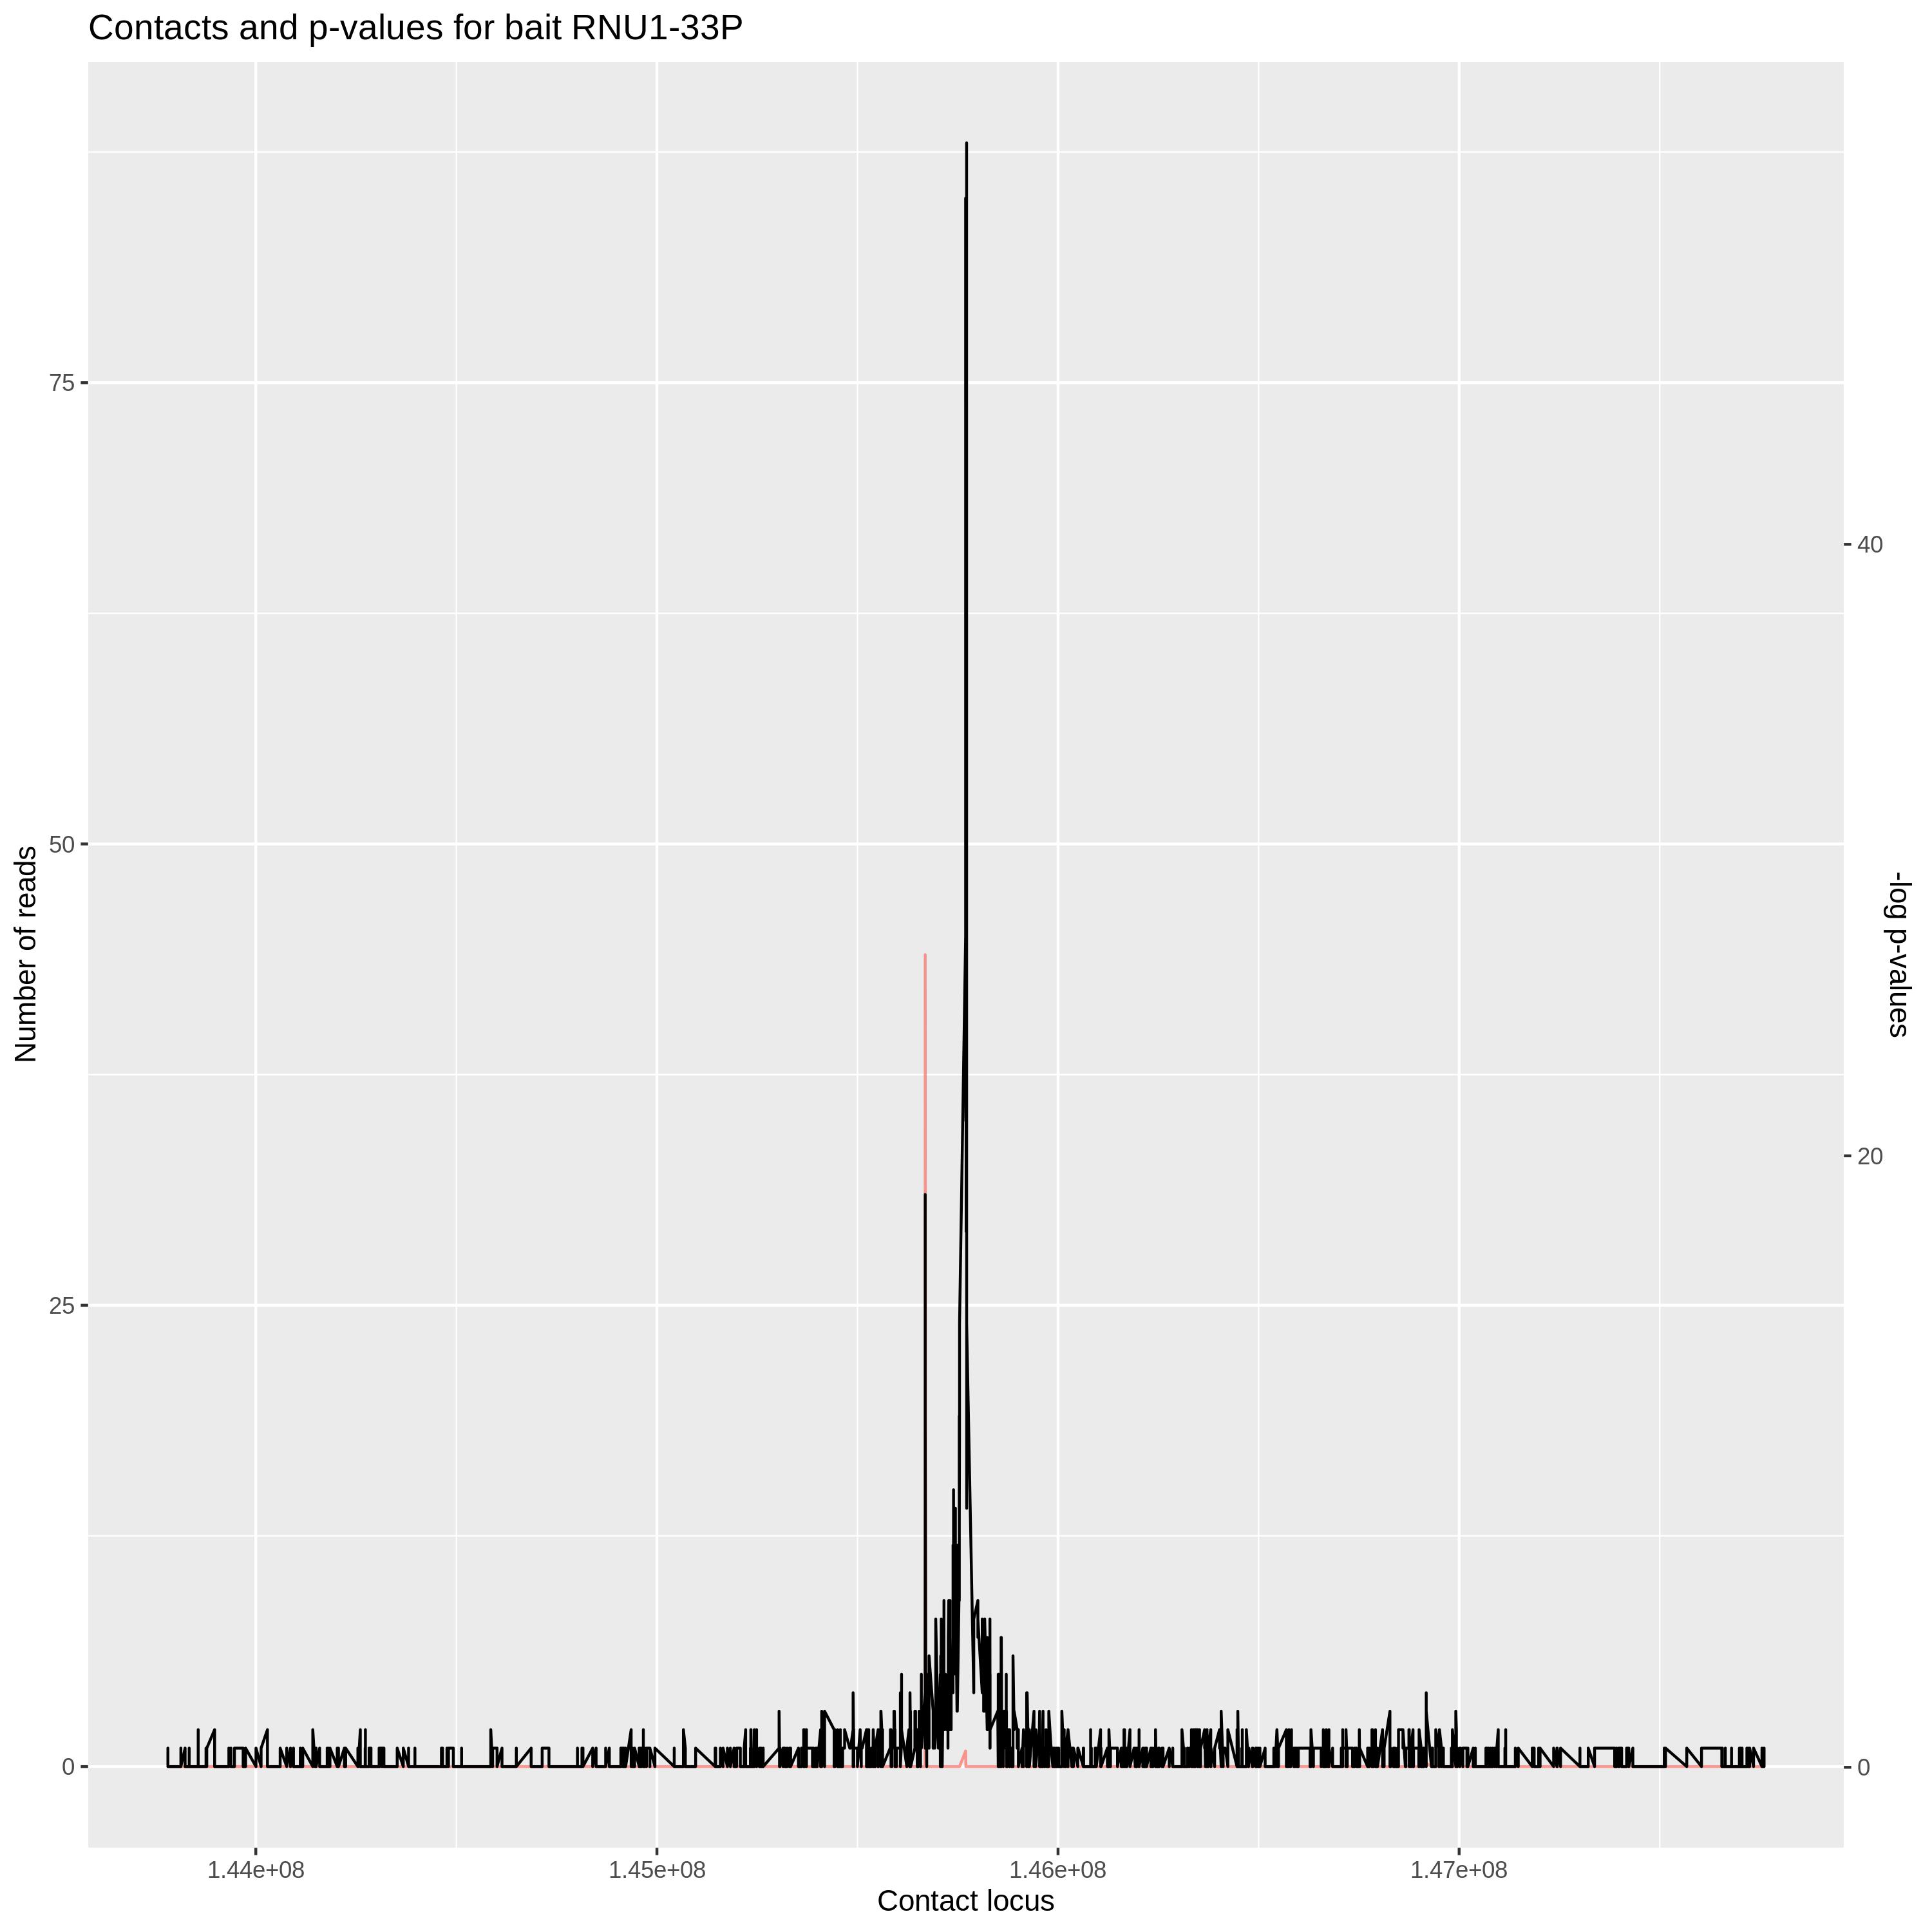 Contacts and p-values for bait RNU1-33P
75
50
25
0
40
20
0
Number of reads
-log p-values
1.44e+08
1.45e+08
1.46e+08
1.47e+08
Contact locus